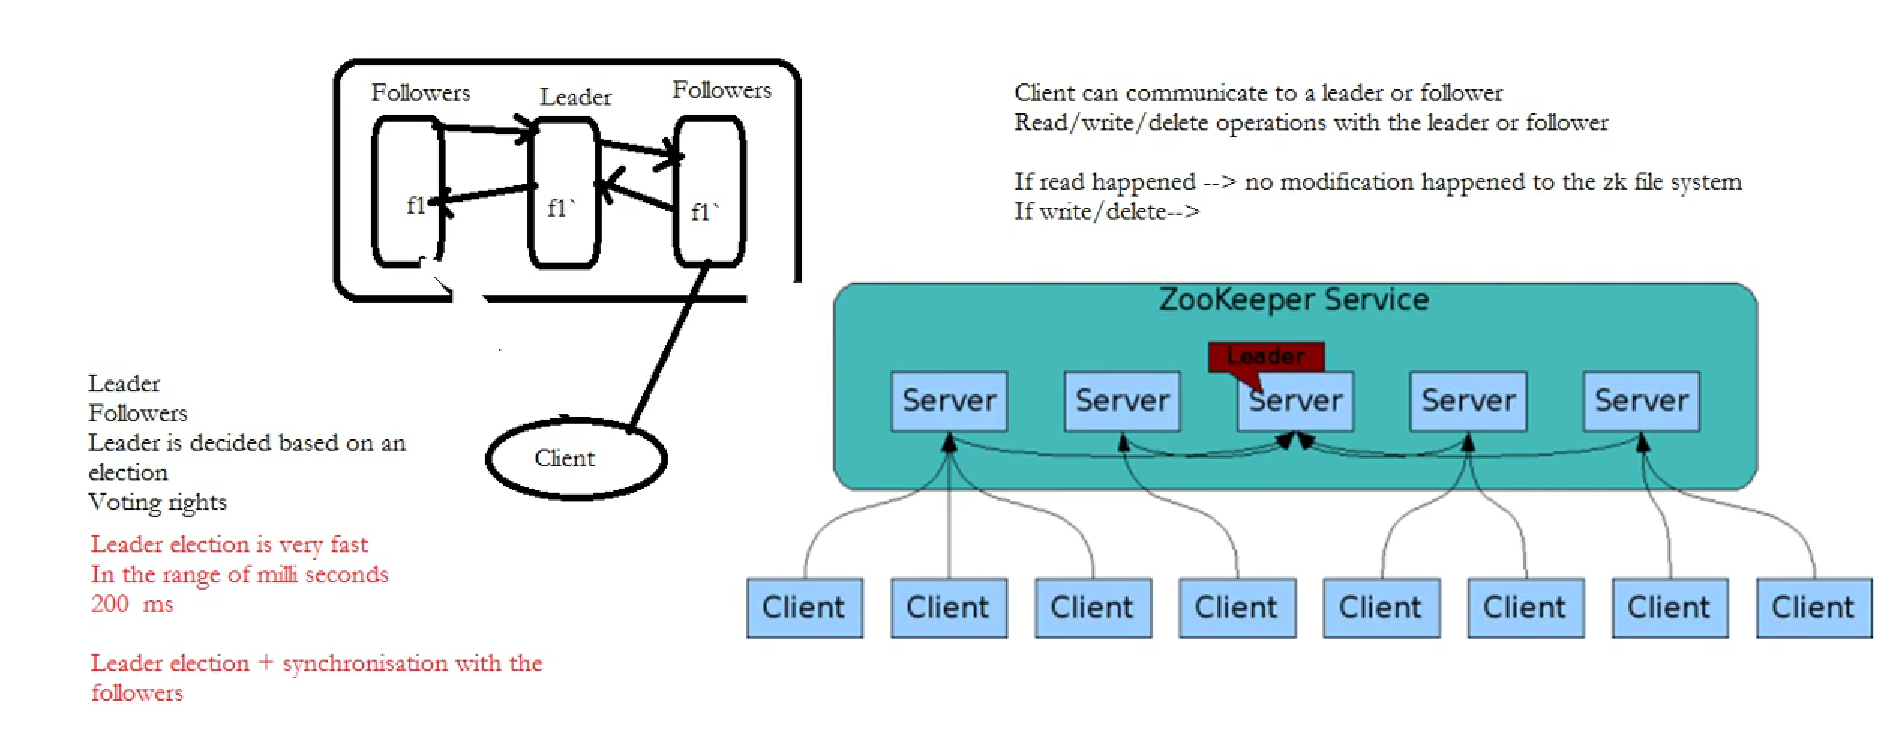 Followers
Leader
Followers
f1`
f1`
f1`
Client
Client can communicate to a leader or follower
Read/write/delete operations with the leader or follower
If read happened --> no modification happened to the zk file system
If write/delete-->
Leader
Followers
Leader is decided based on an
election
Voting rights
Leader election is very fast
In the range of milli seconds
200 ms
Leader election + synchronisation with the
followers
ZooKeeper Service
Leader
Server
Server
Server
Server
Server
Client
Client
Client
Client
Client
Client
Client
Client